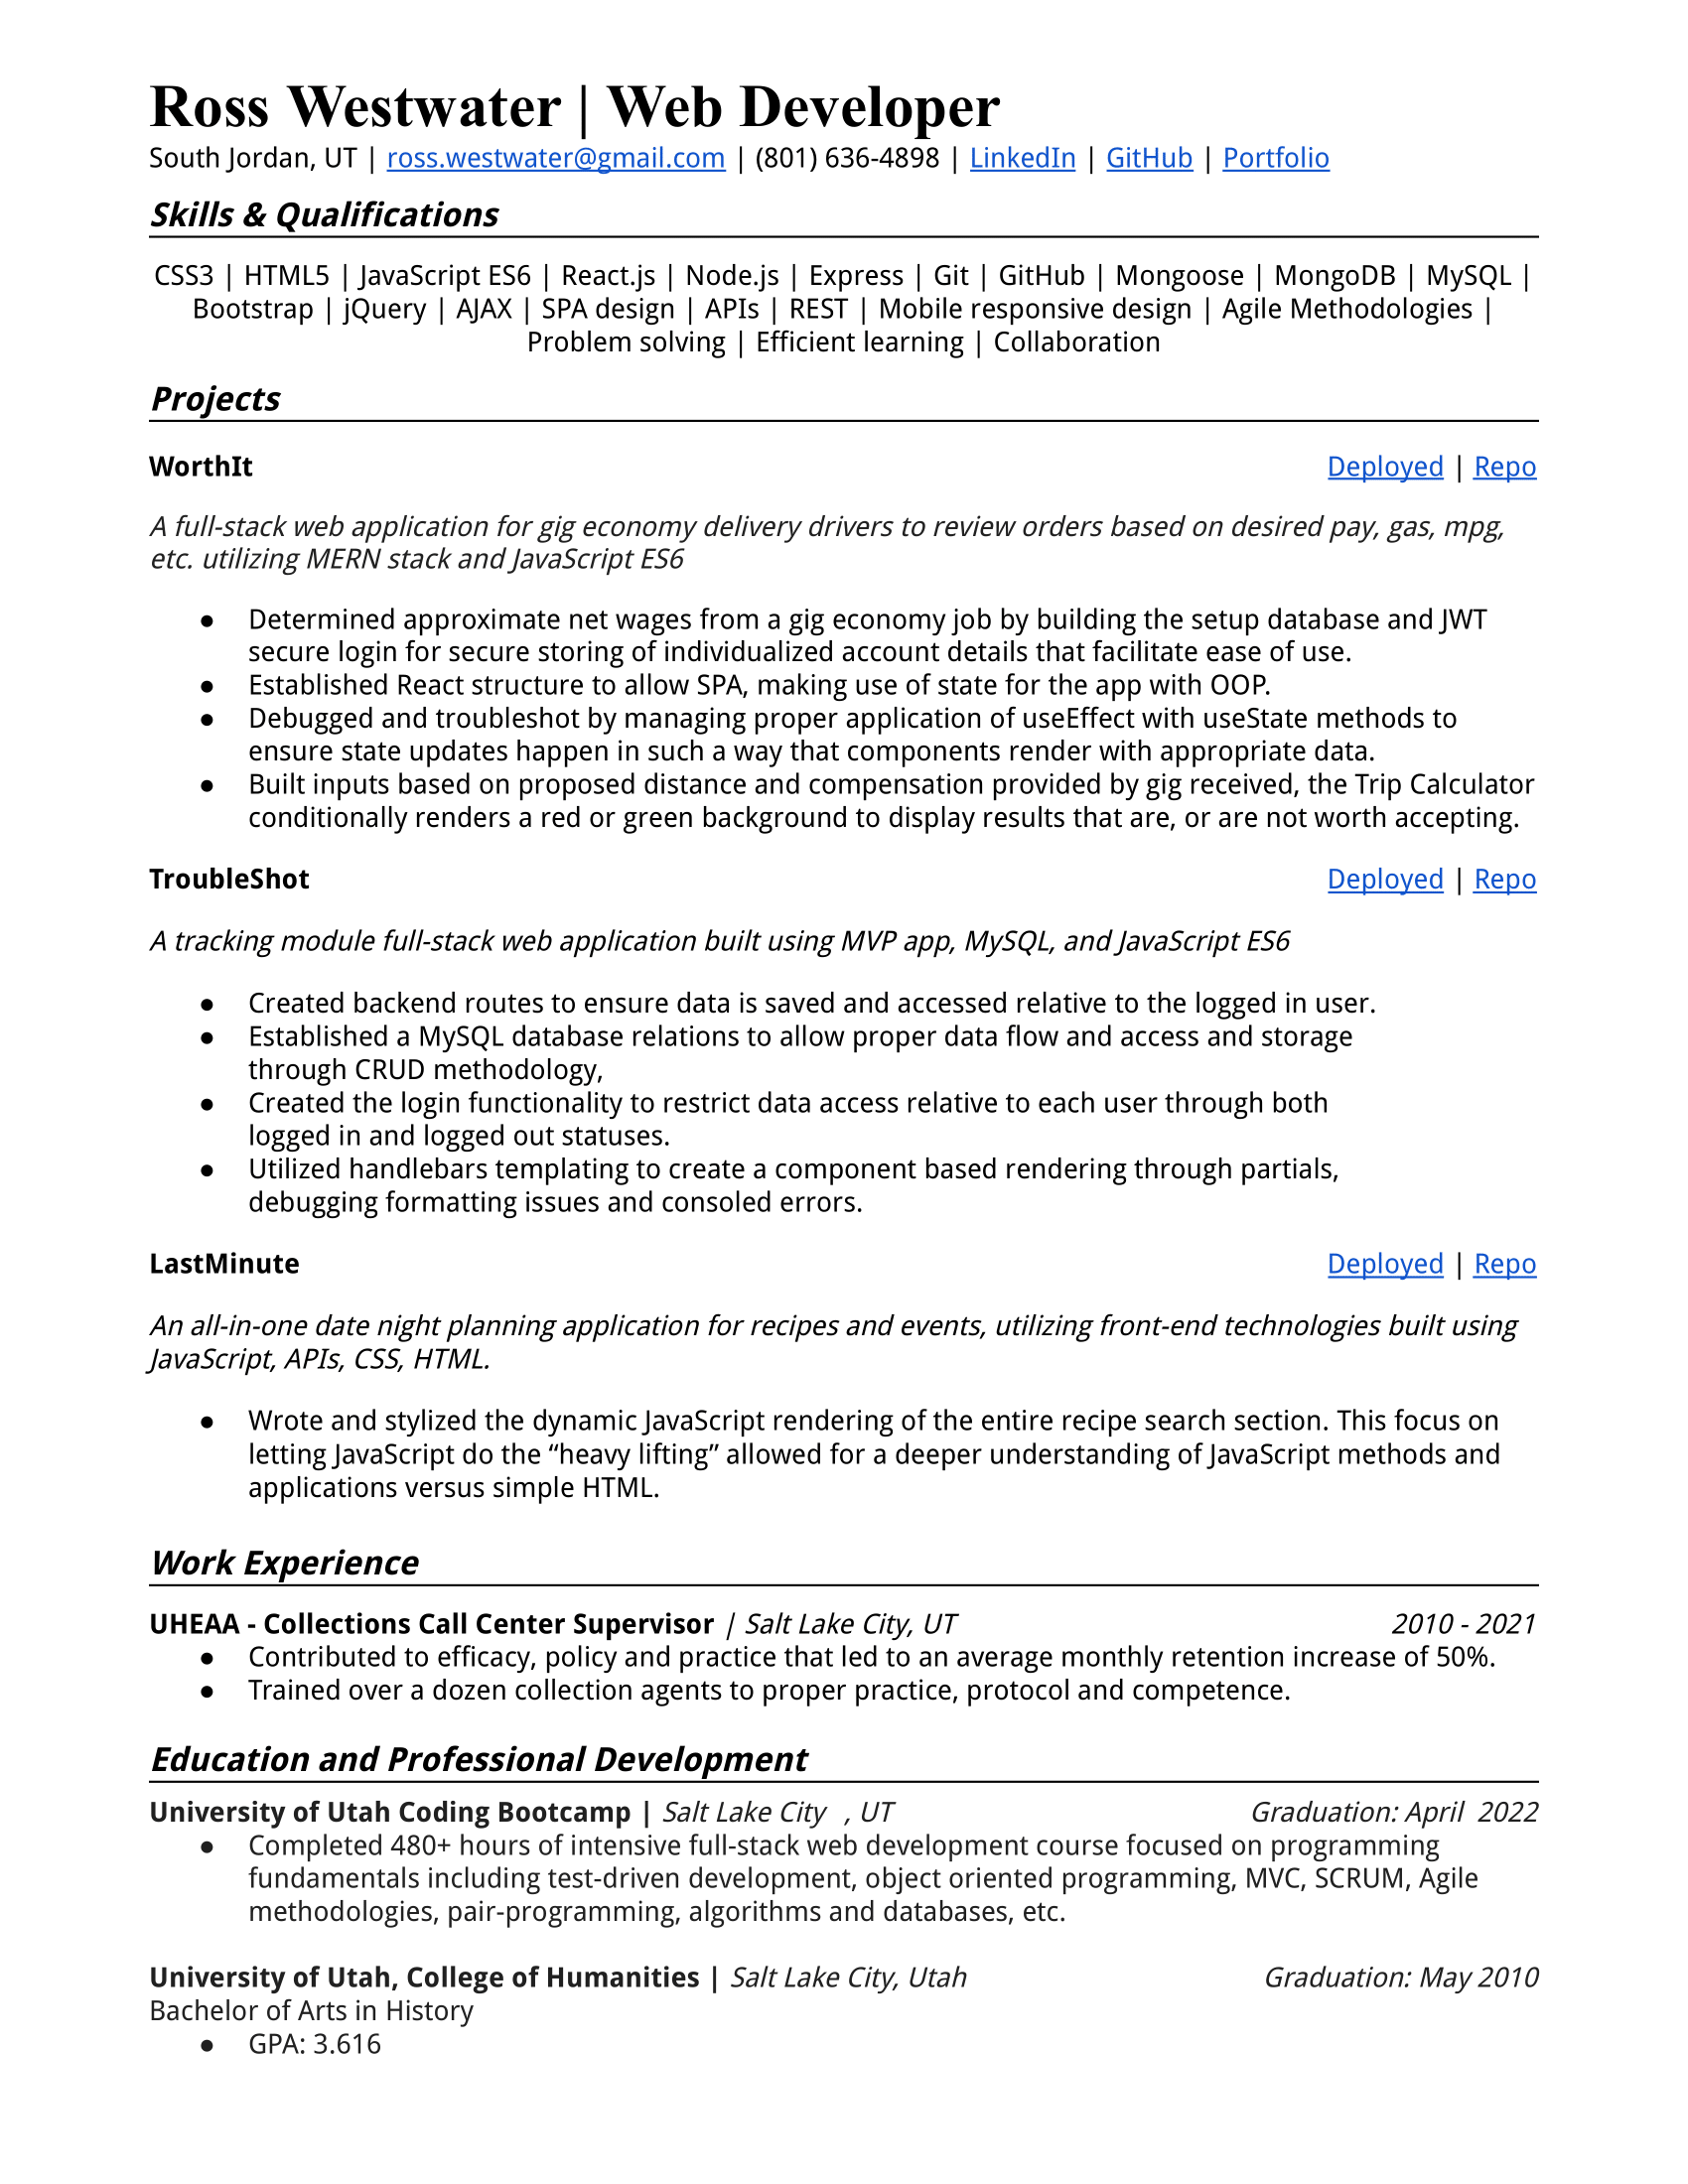 Ross Westwater | Web Developer
South Jordan, UT | ross.westwater@gmail.com | (801) 636-4898 | LinkedIn | GitHub | Portfolio
Skills & Qualifications
CSS3 | HTML5 | JavaScript ES6 | React.js | Node.js | Express | Git | GitHub | Mongoose | MongoDB | MySQL |
Bootstrap | jQuery | AJAX | SPA design | APIs | REST | Mobile responsive design | Agile Methodologies |
Problem solving | Efficient learning | Collaboration
Projects
WorthIt Deployed | Repo
A full-stack web application for gig economy delivery drivers to review orders based on desired pay, gas, mpg,
etc. utilizing MERN stack and JavaScript ES6
● Determined approximate net wages from a gig economy job by building the setup database and JWT
secure login for secure storing of individualized account details that facilitate ease of use.
● Established React structure to allow SPA, making use of state for the app with OOP.
● Debugged and troubleshot by managing proper application of useEffect with useState methods to
ensure state updates happen in such a way that components render with appropriate data.
● Built inputs based on proposed distance and compensation provided by gig received, the Trip Calculator
conditionally renders a red or green background to display results that are, or are not worth accepting.
TroubleShot Deployed | Repo
A tracking module full-stack web application built using MVP app, MySQL, and JavaScript ES6
● Created backend routes to ensure data is saved and accessed relative to the logged in user.
● Established a MySQL database relations to allow proper data flow and access and storage
through CRUD methodology,
● Created the login functionality to restrict data access relative to each user through both
logged in and logged out statuses.
● Utilized handlebars templating to create a component based rendering through partials,
debugging formatting issues and consoled errors.
LastMinute Deployed | Repo
An all-in-one date night planning application for recipes and events, utilizing front-end technologies built using
JavaScript, APIs, CSS, HTML.
● Wrote and stylized the dynamic JavaScript rendering of the entire recipe search section. This focus on
letting JavaScript do the “heavy lifting” allowed for a deeper understanding of JavaScript methods and
applications versus simple HTML.
Work Experience
UHEAA - Collections Call Center Supervisor | Salt Lake City, UT 2010 - 2021
● Contributed to efficacy, policy and practice that led to an average monthly retention increase of 50%.
● Trained over a dozen collection agents to proper practice, protocol and competence.
Education and Professional Development
University of Utah Coding Bootcamp | Salt Lake City , UT Graduation: April 2022
● Completed 480+ hours of intensive full-stack web development course focused on programming
fundamentals including test-driven development, object oriented programming, MVC, SCRUM, Agile
methodologies, pair-programming, algorithms and databases, etc.
University of Utah, College of Humanities | Salt Lake City, Utah Graduation: May 2010
Bachelor of Arts in History
● GPA: 3.616